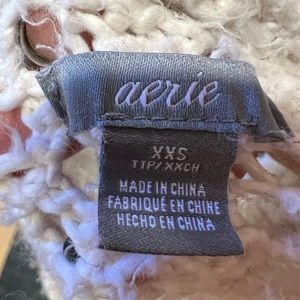 aerie
XXS
TTP/XXCH
MADE IN CHINA
FABRIQUÉ EN CHINE
HECHO EN CHINA